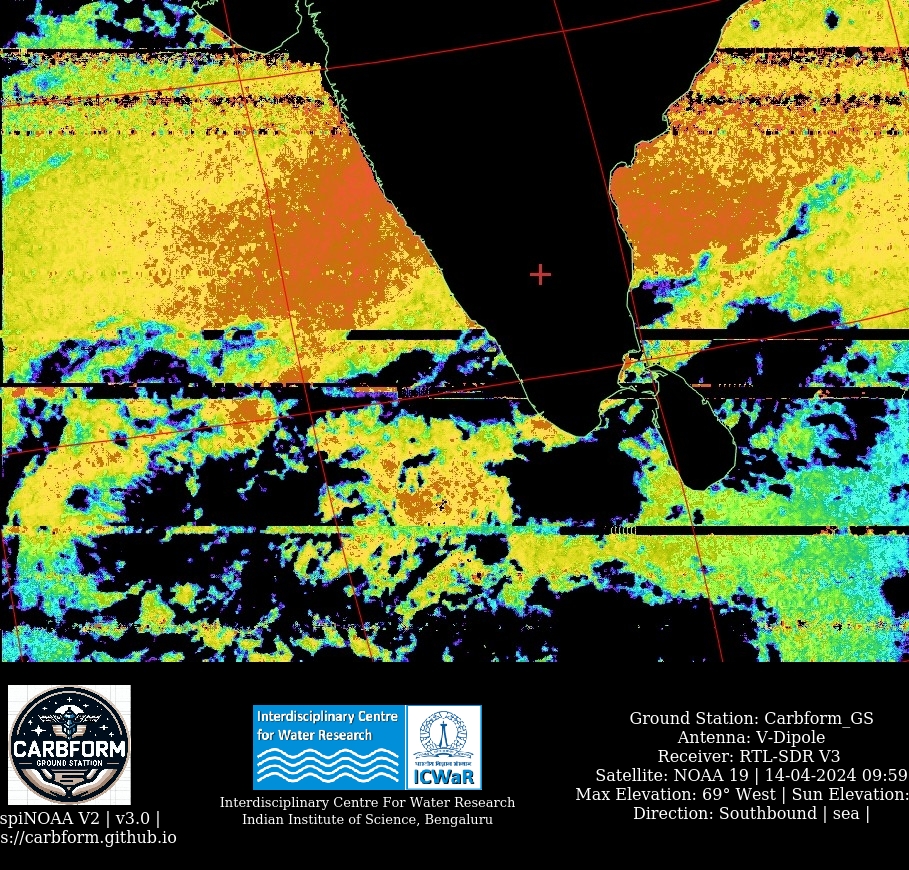 CARBFORM
GROUND STATION
spiNOAA V2 | v3.0 |
s://carbform.github.io
Interdisciplinary Centre
for Water Research
भारतीय विज्ञान संस्थान
ICWaR
Interdisciplinary Centre For Water Research
Indian Institute of Science, Bengaluru
Ground Station: Carbform_GS
Antenna: V-Dipole
Receiver: RTL-SDR V3
Satellite: NOAA 19 | 14-04-2024 09:59
Max Elevation: 69° West | Sun Elevation:
Direction: Southbound | sea |